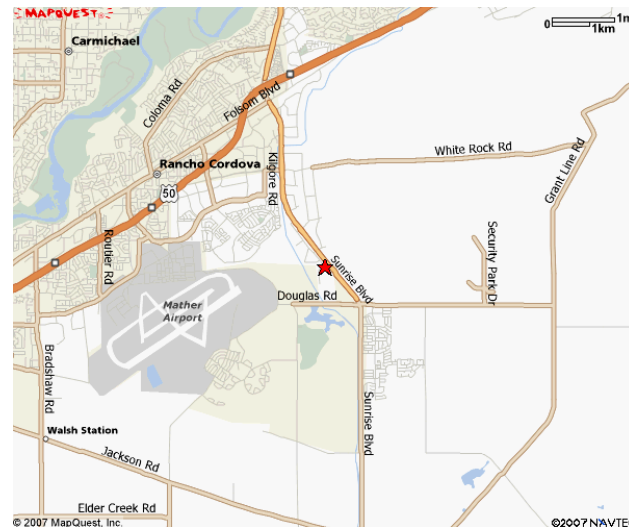 MAPQUEST
0 1m
1km
Carmichael
Coloma Rd
Folsom Blvd
White Rock Rd
Grant Line Rd
Rancho Cordova
Kilgore Rd
50
Routier Rd
Security Park Dr
Sunrise Blvd
Mather
Airport
Douglas Rd
Bradshaw Rd
Sunrise Blvd
Walsh Station
Jackson Rd
Elder Creek Rd
© 2007 MapQuest, Inc.
©2007 NAVTE